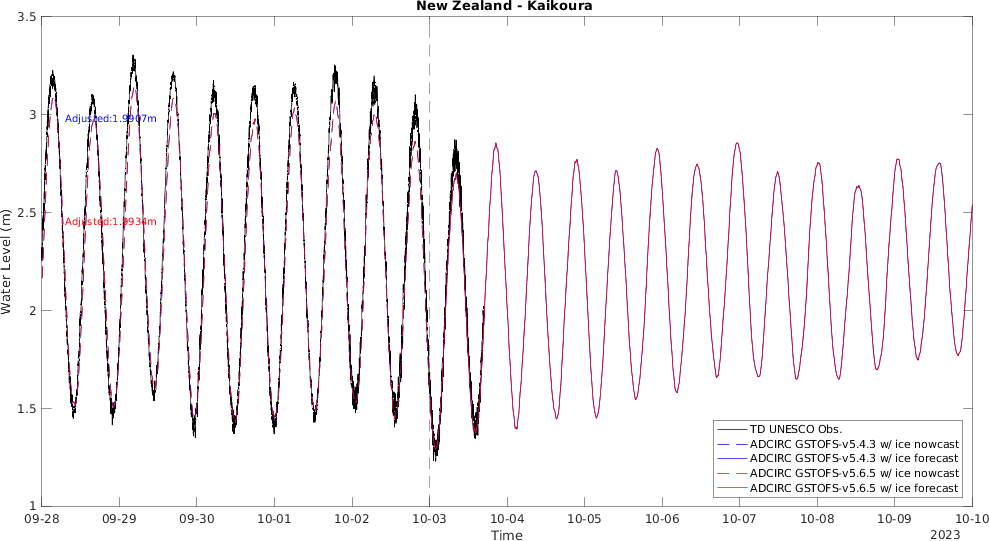 New Zealand - Kaikoura
3.5
3
2.5
2
1.5
1
Water Level (m)
Adjusted:1.9907m
Adjusted:1.9934m
TD UNESCO Obs.
ADCIRC GSTOFS-v5.4.3 w/ ice nowcast
ADCIRC GSTOFS-v5.4.3 w/ ice forecast
ADCIRC GSTOFS-v5.6.5 w/ ice nowcast
ADCIRC GSTOFS-v5.6.5 w/ ice forecast
09-28 09-29 09-30 10-01 10-02 10-03 10-04 10-05 10-06 10-07 10-08 10-09 10-10
Time
2023